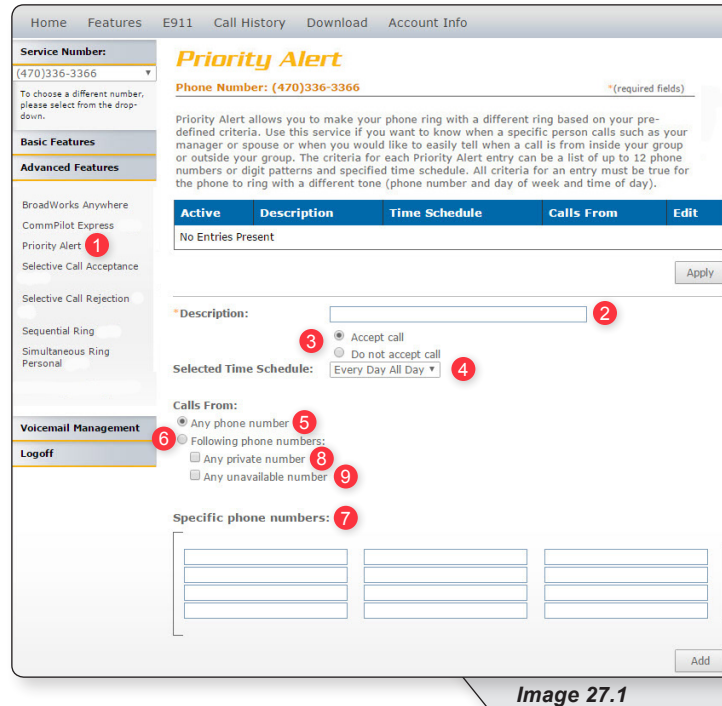 Home Features E911 Call History Download Account Info
Service Number:
(470)336-3366
To choose a different number,
please select from the drop-
down.
Basic Features
Advanced Features
BroadWorks Anywhere
CommPilot Express
Priority Alert 1
Selective Call Acceptance
Selective Call Rejection
Sequential Ring
Simultaneous Ring
Personal
Voicemail Management
Logoff
Priority Alert
Phone Number: (470)336-3366 *(required fields)
Priority Alert allows you to make your phone ring with a different ring based on your pre-
defined criteria. Use this service if you want to know when a specific person calls such as your
manager or spouse or when you would like to easily tell when a call is from inside your group
or outside your group. The criteria for each Priority Alert entry can be a list of up to 12 phone
numbers or digit patterns and specified time schedule. All criteria for an entry must be true for
the phone to ring with a different tone (phone number and day of week and time of day).
Active Description Time Schedule Calls From Edit
No Entries Present
Apply
*Description: 2
3 Accept call
Do not accept call
Selected Time Schedule: Every Day All Day 4
Calls From:
Any phone number 5
6 Following phone numbers:
Any private number 8
Any unavailable number 9
Specific phone numbers: 7
Add
Image 27.1